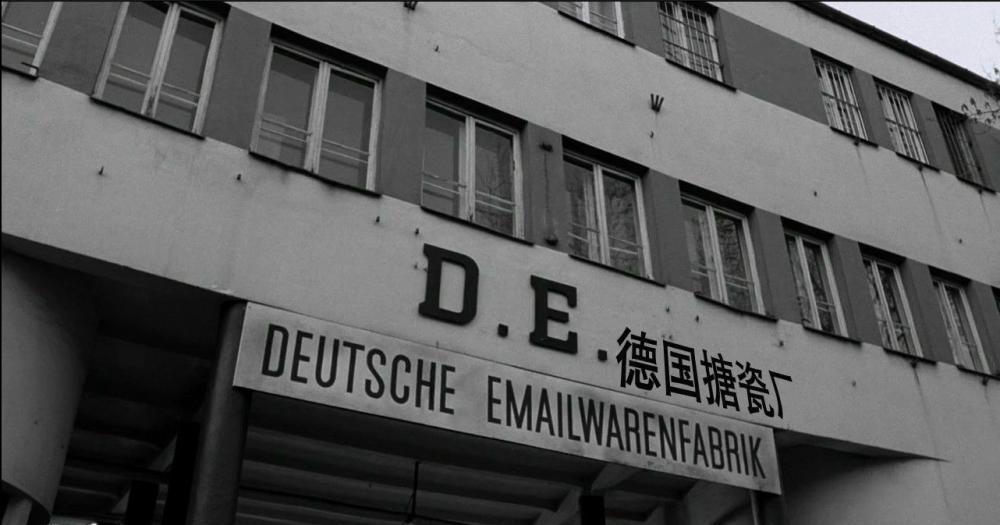 D.E.
德国搪瓷厂
DEUTSCHE EMAILWARENFABRIK